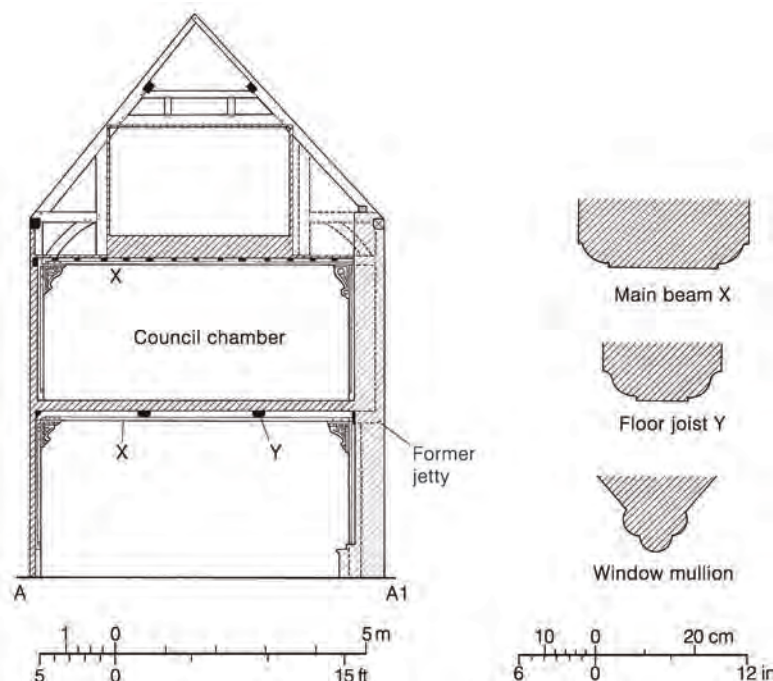 X
Council chamber
X
Y
Former
jetty
A
A1
1 0 5 m
5 0 15 ft
Main beam X
Floor joist Y
Window mullion
10 0 20 cm
6 0 12 in